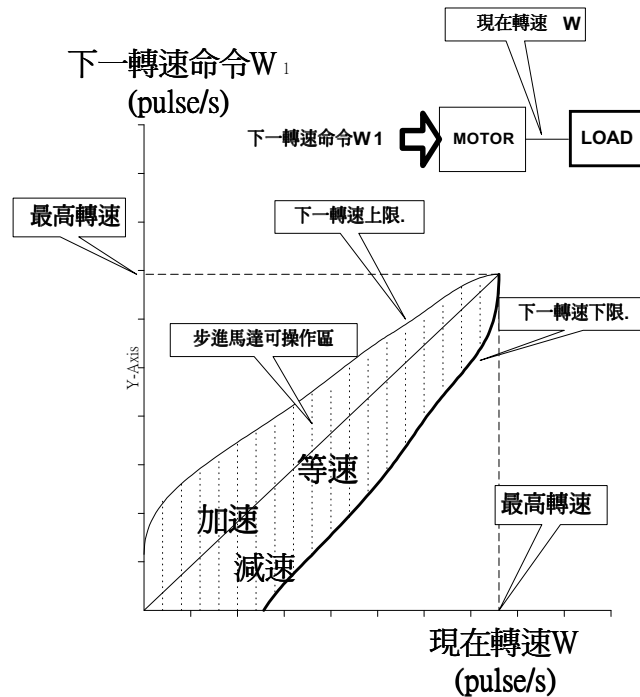 現在轉速 W
下一轉速命令W 1
(pulse/s)
下一轉速命令W1
MOTOR
LOAD
最高轉速
下一轉速上限.
下一轉速下限.
步進馬達可操作區
Y-Axis
等速
加速
減速
最高轉速
現在轉速W
(pulse/s)